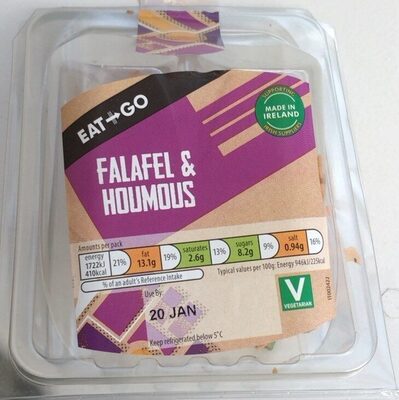 EAT GO
SUPPORTING
MADE IN
IRELAND
IRISH SUPPLIERS
FALAFEL &
HOUMOUS
Amounts per pack
energy
1722kJ
410kcal
21%
fat
13.1g
19%
saturates
2.6g
13%
sugars
8.2g
9%
salt
0.94g
16%
% of an adult's Reference Intake
Typical values per 100g: Energy 946kJ/225kcal
Use by:
20 JAN
Keep refrigerated below 5°C
V
VEGETARIAN